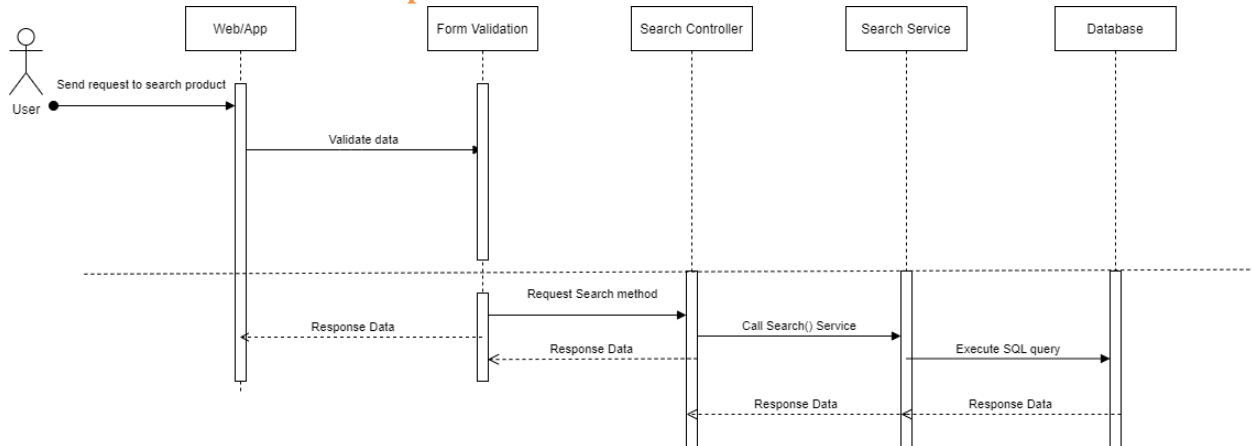 Web/App
Form Validation
Search Controller
Search Service
Database
Send request to search product
User
Validate data
Request Search method
Response Data
Call Search() Service
Response Data
Execute SQL query
Response Data
Response Data